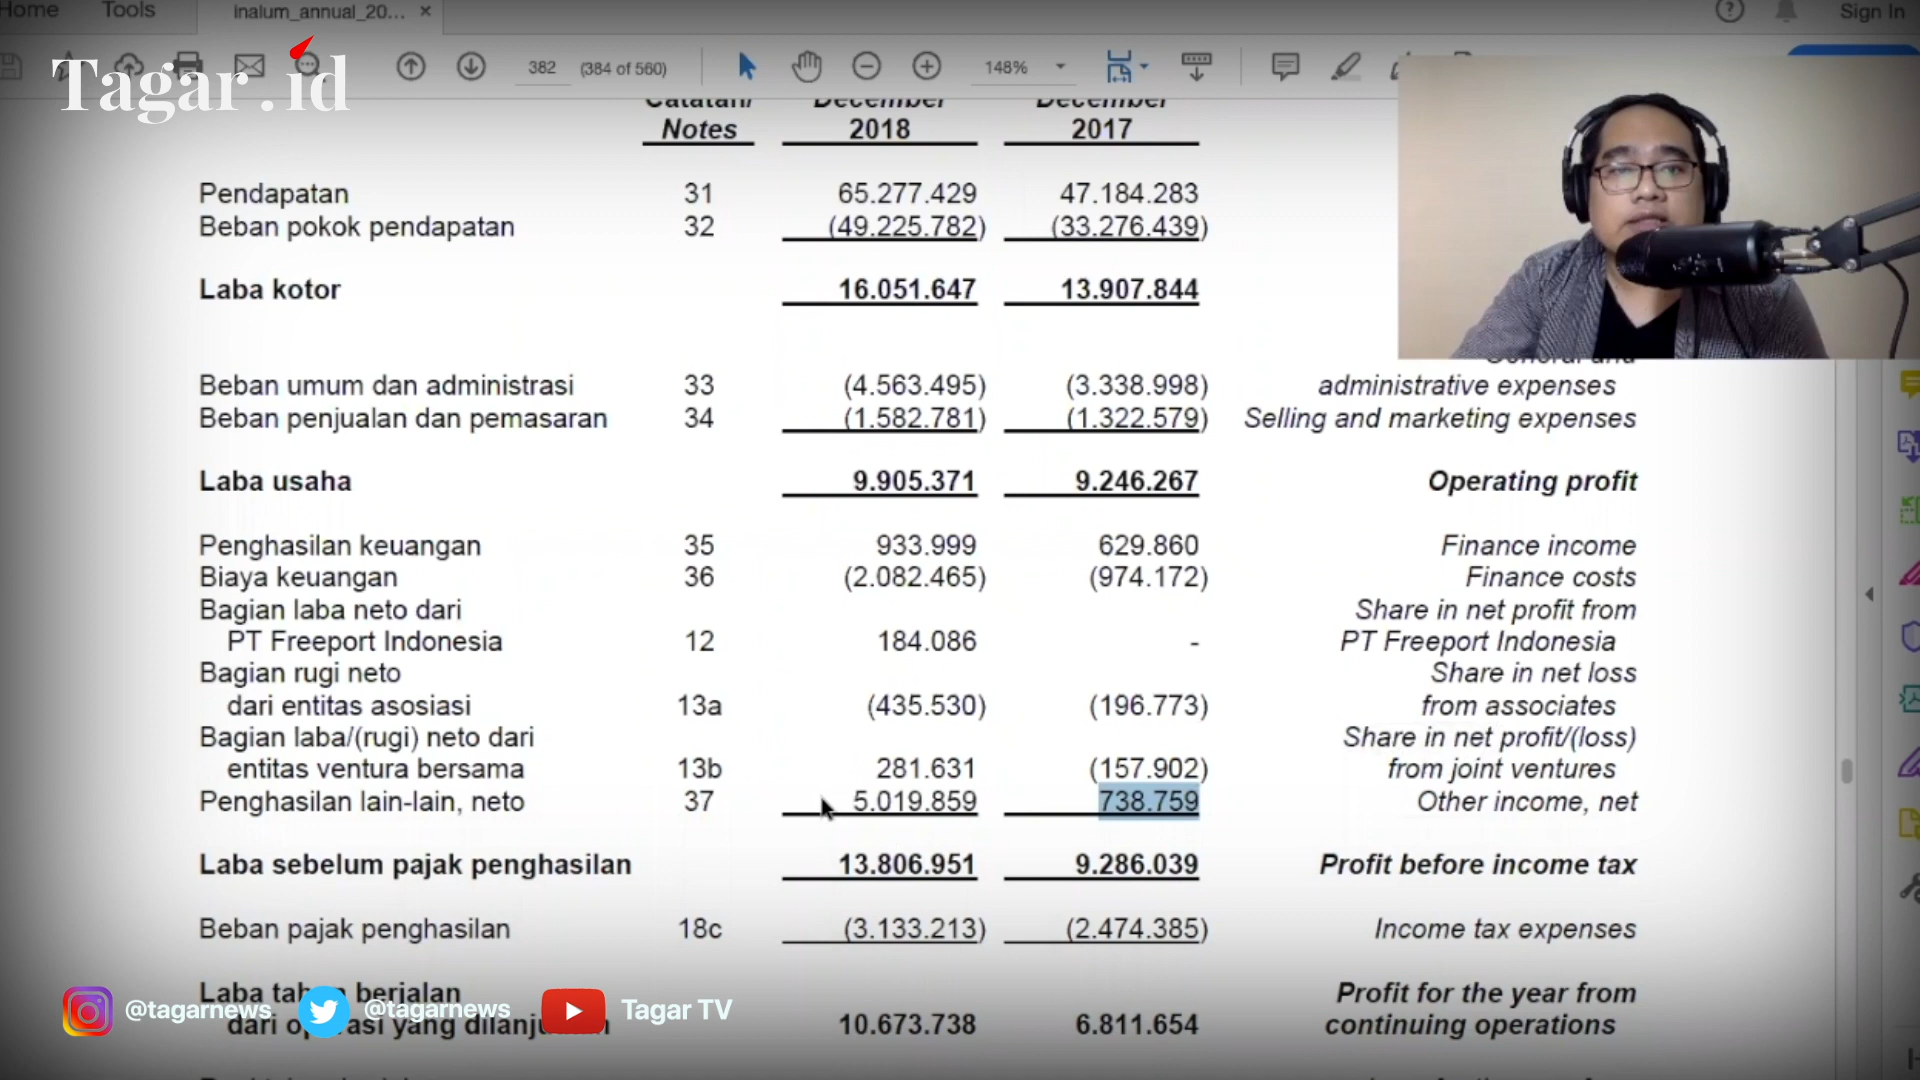 Home Tools inalum_annual_20... × Sign In
Tagar.id
382 (384 of 560) 148%
Catatan/ December December
Notes 2018 2017
Pendapatan 31 65.277.429 47.184.283
Beban pokok pendapatan 32 (49.225.782) (33.276.439)
Laba kotor 16.051.647 13.907.844
General and
Beban umum dan administrasi 33 (4.563.495) (3.338.998) administrative expenses
Beban penjualan dan pemasaran 34 (1.582.781) (1.322.579) Selling and marketing expenses
Laba usaha 9.905.371 9.246.267 Operating profit
Penghasilan keuangan 35 933.999 629.860 Finance income
Biaya keuangan 36 (2.082.465) (974.172) Finance costs
Bagian laba neto dari Share in net profit from
PT Freeport Indonesia 12 184.086 - PT Freeport Indonesia
Bagian rugi neto Share in net loss
dari entitas asosiasi 13a (435.530) (196.773) from associates
Bagian laba/(rugi) neto dari Share in net profit/(loss)
entitas ventura bersama 13b 281.631 (157.902) from joint ventures
Penghasilan lain-lain, neto 37 5.019.859 738.759 Other income, net
Laba sebelum pajak penghasilan 13.806.951 9.286.039 Profit before income tax
Beban pajak penghasilan 18c (3.133.213) (2.474.385) Income tax expenses
Laba berjalan Profit for the year from
@tagarnews @tagarnews Tagar TV
dari yang 10.673.738 6.811.654 continuing operations